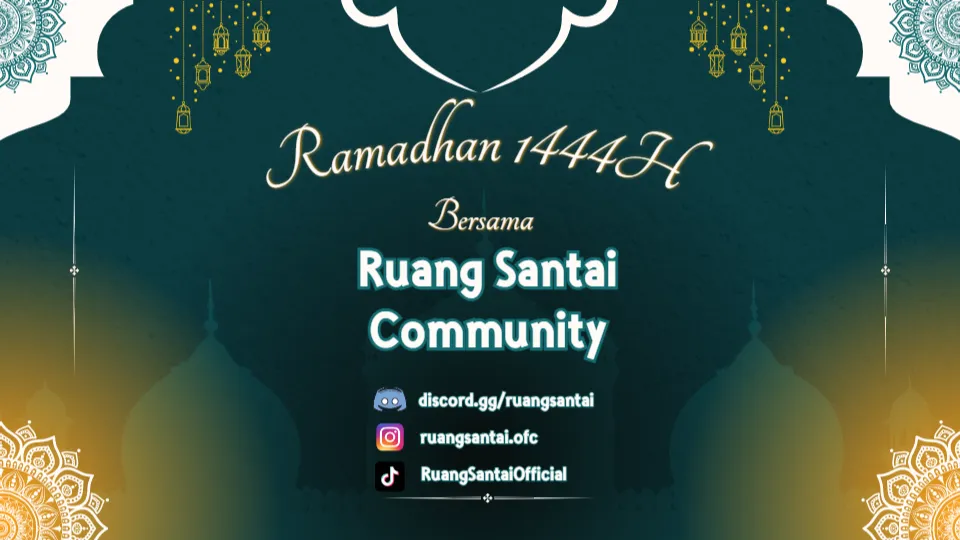 Ramadhan 1444H
Bersama
Ruang Santai
Community
discord.gg/ruangsantai
ruangsantai.ofc
RuangSantaiOfficial